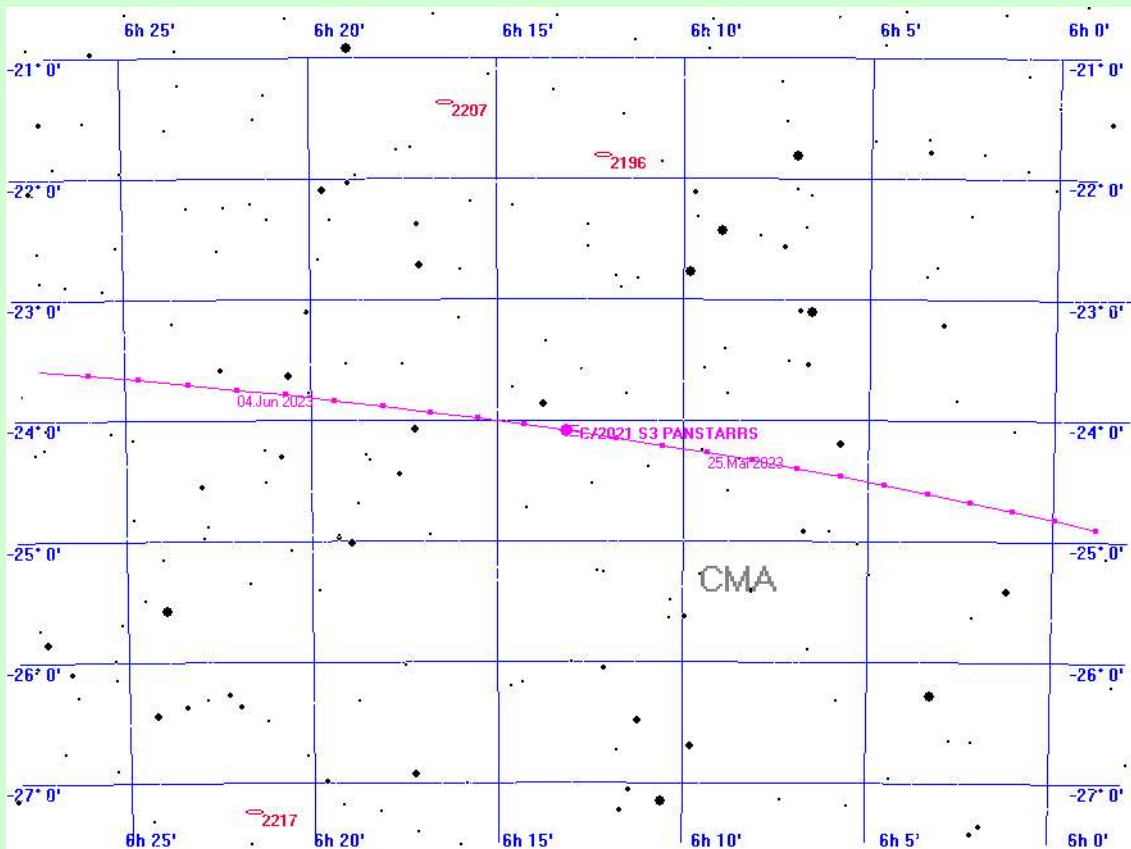 6h 25' 6h 20' 6h 15' 6h 10' 6h 5' 6h 0'
-21° 0' -21° 0'
2207
2196
-22° 0' -22° 0'
-23° 0' -23° 0'
04.Jun 2023
-24° 0' C/2021 S3 PANSTARRS -24° 0'
25.Mai 2023
-25° 0' -25° 0'
CMA
-26° 0' -26° 0'
-27° 0' -27° 0'
2217
6h 25' 6h 20' 6h 15' 6h 10' 6h 5' 6h 0'